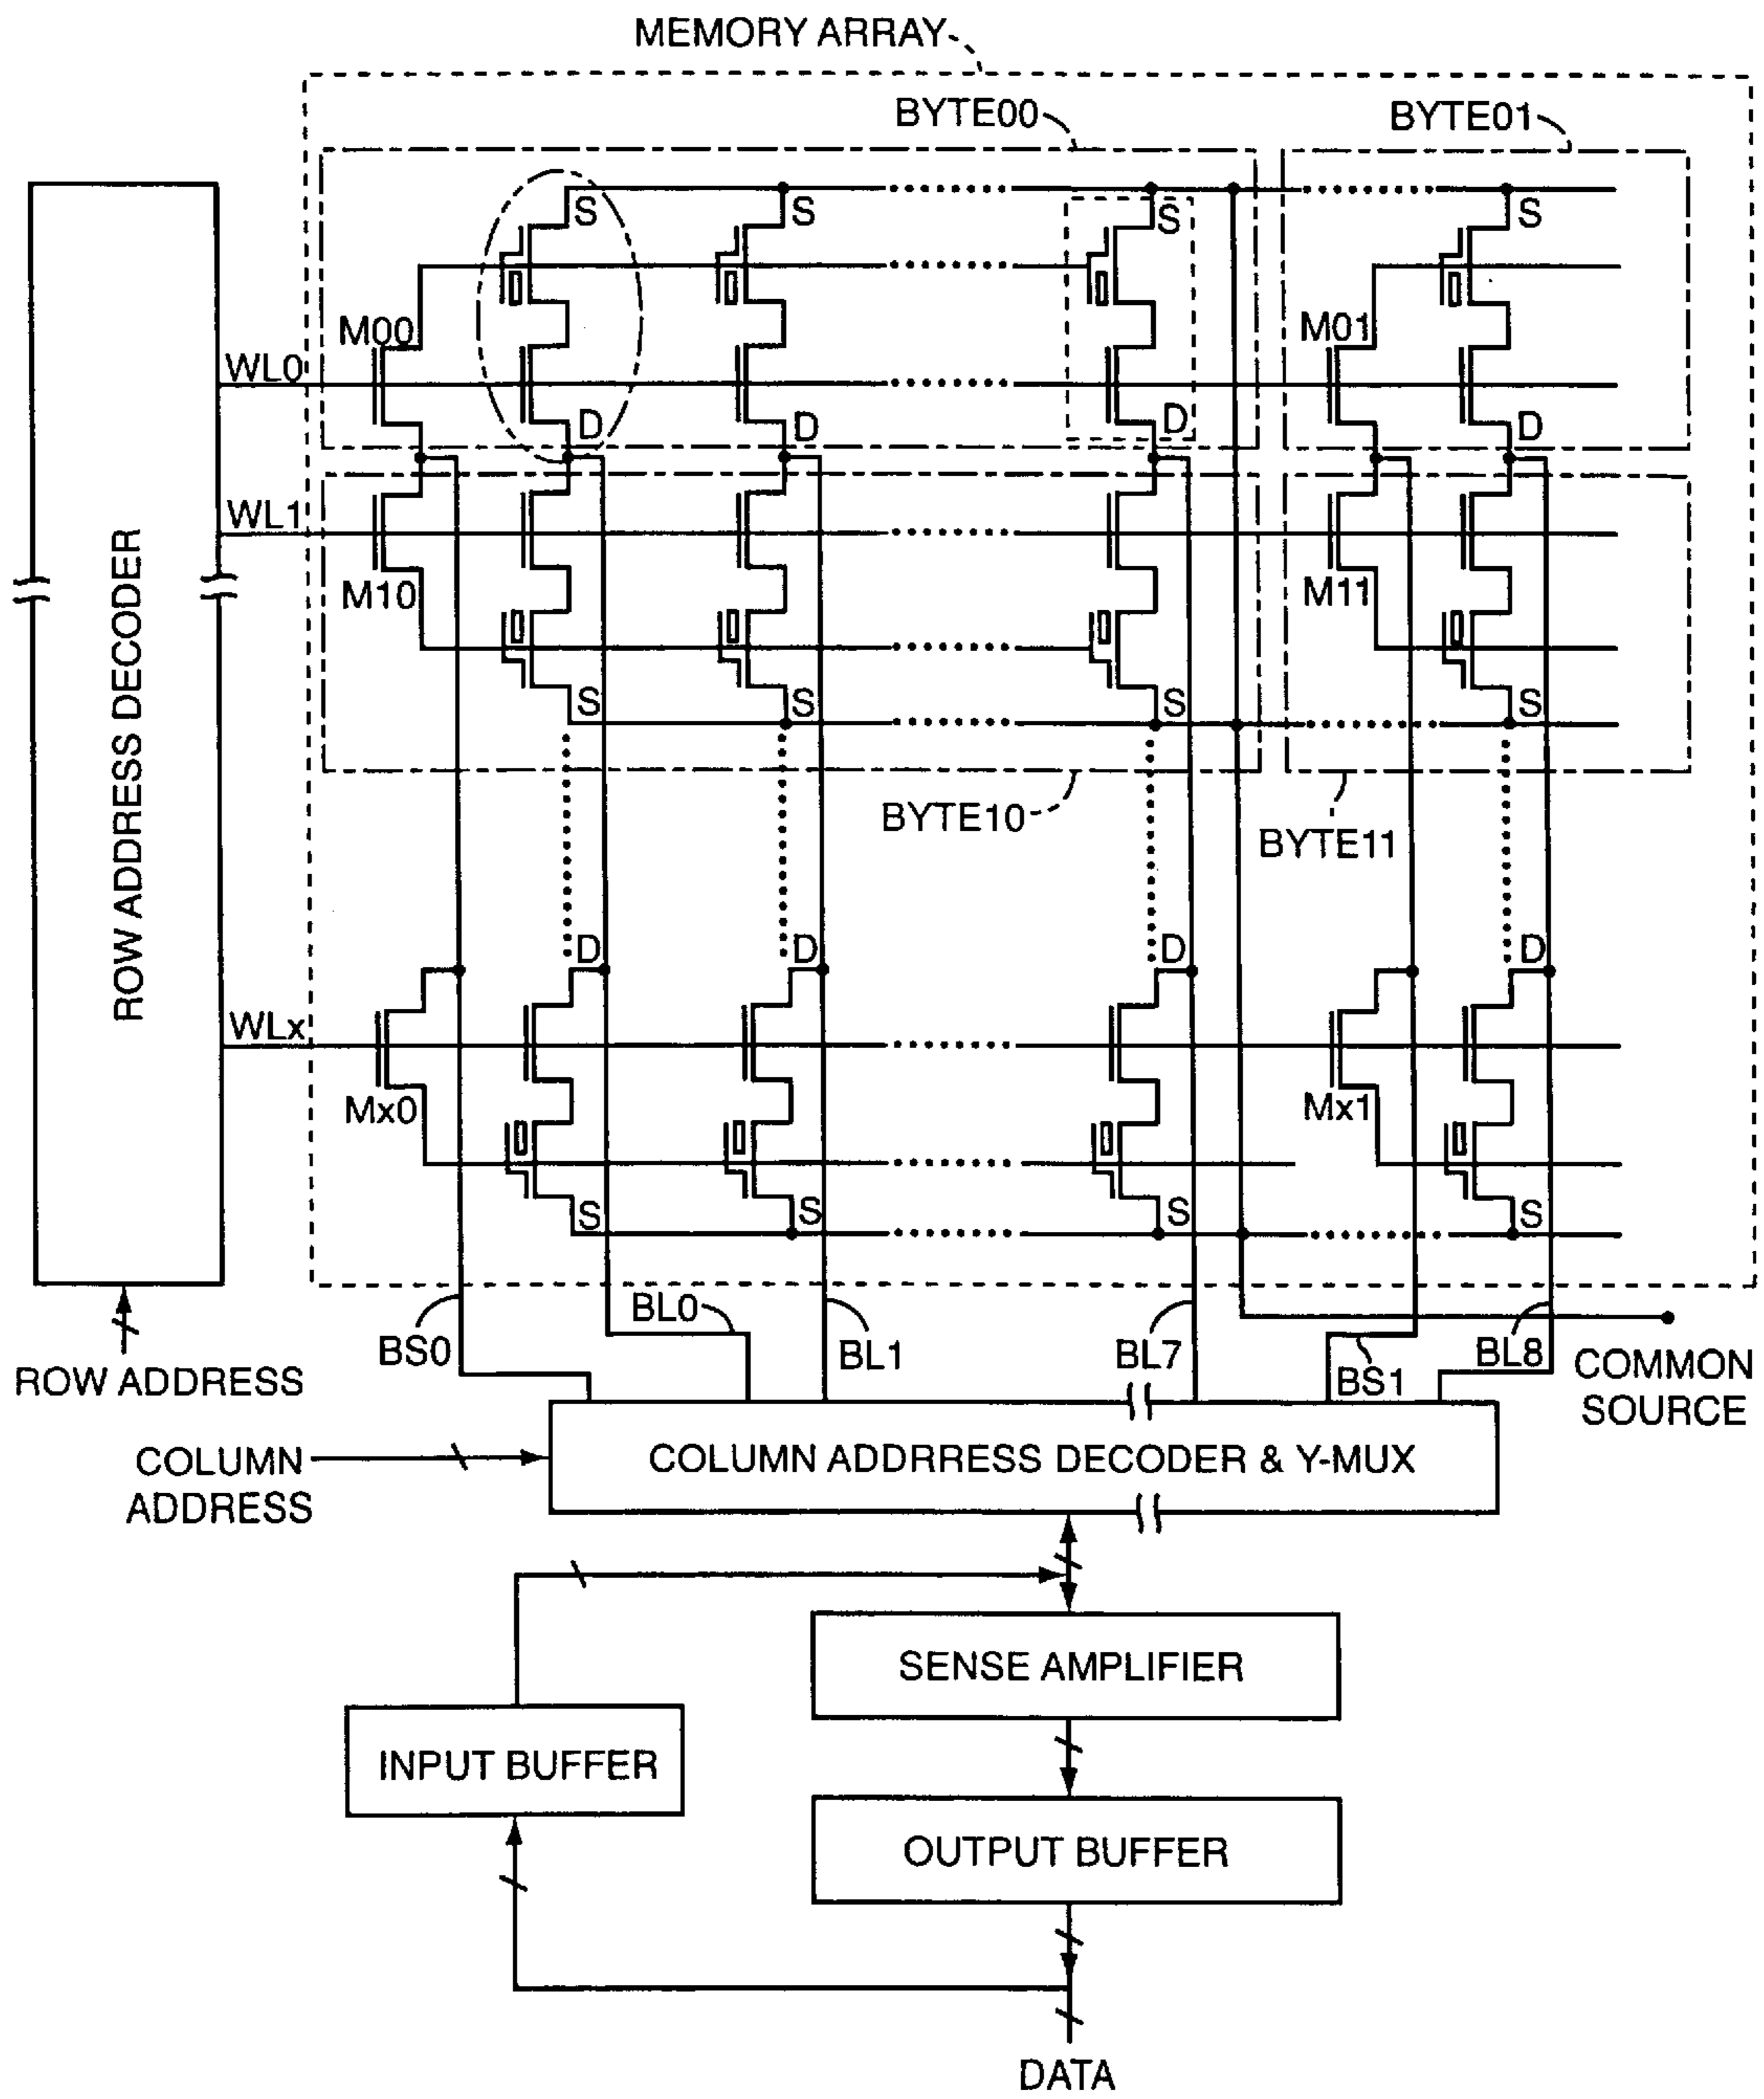 MEMORY ARRAY
BYTE00
BYTE01
S
S
S
S
M00
M01
WL0
D
D
D
D
WL1
M10
M11
ROW ADDRESS DECODER
S
S
S
S
BYTE10
BYTE11
D
D
D
D
WLx
Mx0
Mx1
S
S
S
S
BS0
BL0
BL1
BL7
BS1
BL8
ROW ADDRESS
COMMON
SOURCE
COLUMN
ADDRESS
COLUMN ADDRRESS DECODER & Y-MUX
SENSE AMPLIFIER
INPUT BUFFER
OUTPUT BUFFER
DATA